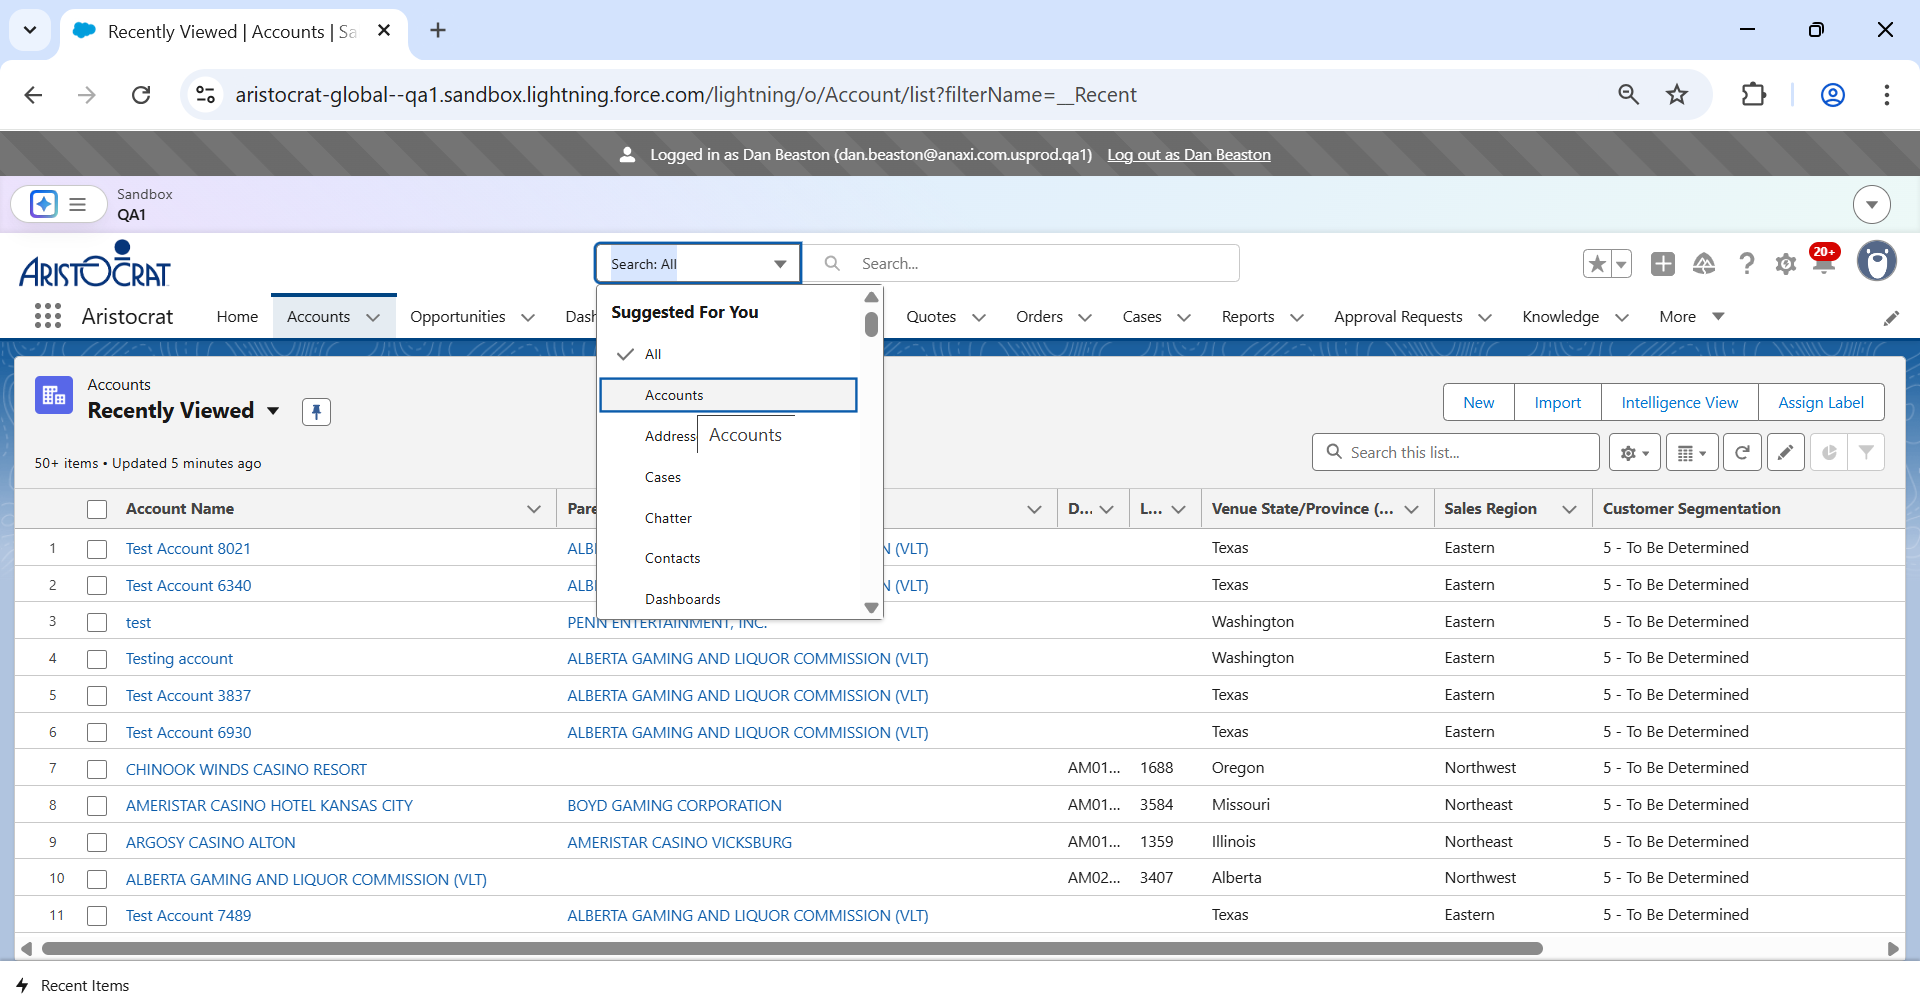 Recently Viewed | Accounts | Sa
aristocrat-global--qa1.sandbox.lightning.force.com/lightning/o/Account/list?filterName=__Recent
Logged in as Dan Beaston (dan.beaston@anaxi.com.usprod.qa1) Log out as Dan Beaston
Sandbox
QA1
ARISTOCRAT
Search: All
Search...
20+
Aristocrat
Home Accounts Opportunities Dash Quotes Orders Cases Reports Approval Requests Knowledge More
Suggested For You
All
Accounts
Address
Accounts
Cases
Chatter
Contacts
Dashboards
Accounts
Recently Viewed
New Import Intelligence View Assign Label
50+ items • Updated 5 minutes ago
Search this list...
Account Name Pare D... L... Venue State/Province (... Sales Region Customer Segmentation
1 Test Account 8021 ALB N (VLT) Texas Eastern 5 - To Be Determined
2 Test Account 6340 ALB N (VLT) Texas Eastern 5 - To Be Determined
3 test PENN ENTERTAINMENT, INC. Washington Eastern 5 - To Be Determined
4 Testing account ALBERTA GAMING AND LIQUOR COMMISSION (VLT) Washington Eastern 5 - To Be Determined
5 Test Account 3837 ALBERTA GAMING AND LIQUOR COMMISSION (VLT) Texas Eastern 5 - To Be Determined
6 Test Account 6930 ALBERTA GAMING AND LIQUOR COMMISSION (VLT) Texas Eastern 5 - To Be Determined
7 CHINOOK WINDS CASINO RESORT AM01... 1688 Oregon Northwest 5 - To Be Determined
8 AMERISTAR CASINO HOTEL KANSAS CITY BOYD GAMING CORPORATION AM01... 3584 Missouri Northeast 5 - To Be Determined
9 ARGOSY CASINO ALTON AMERISTAR CASINO VICKSBURG AM01... 1359 Illinois Northeast 5 - To Be Determined
10 ALBERTA GAMING AND LIQUOR COMMISSION (VLT) AM02... 3407 Alberta Northwest 5 - To Be Determined
11 Test Account 7489 ALBERTA GAMING AND LIQUOR COMMISSION (VLT) Texas Eastern 5 - To Be Determined
Recent Items